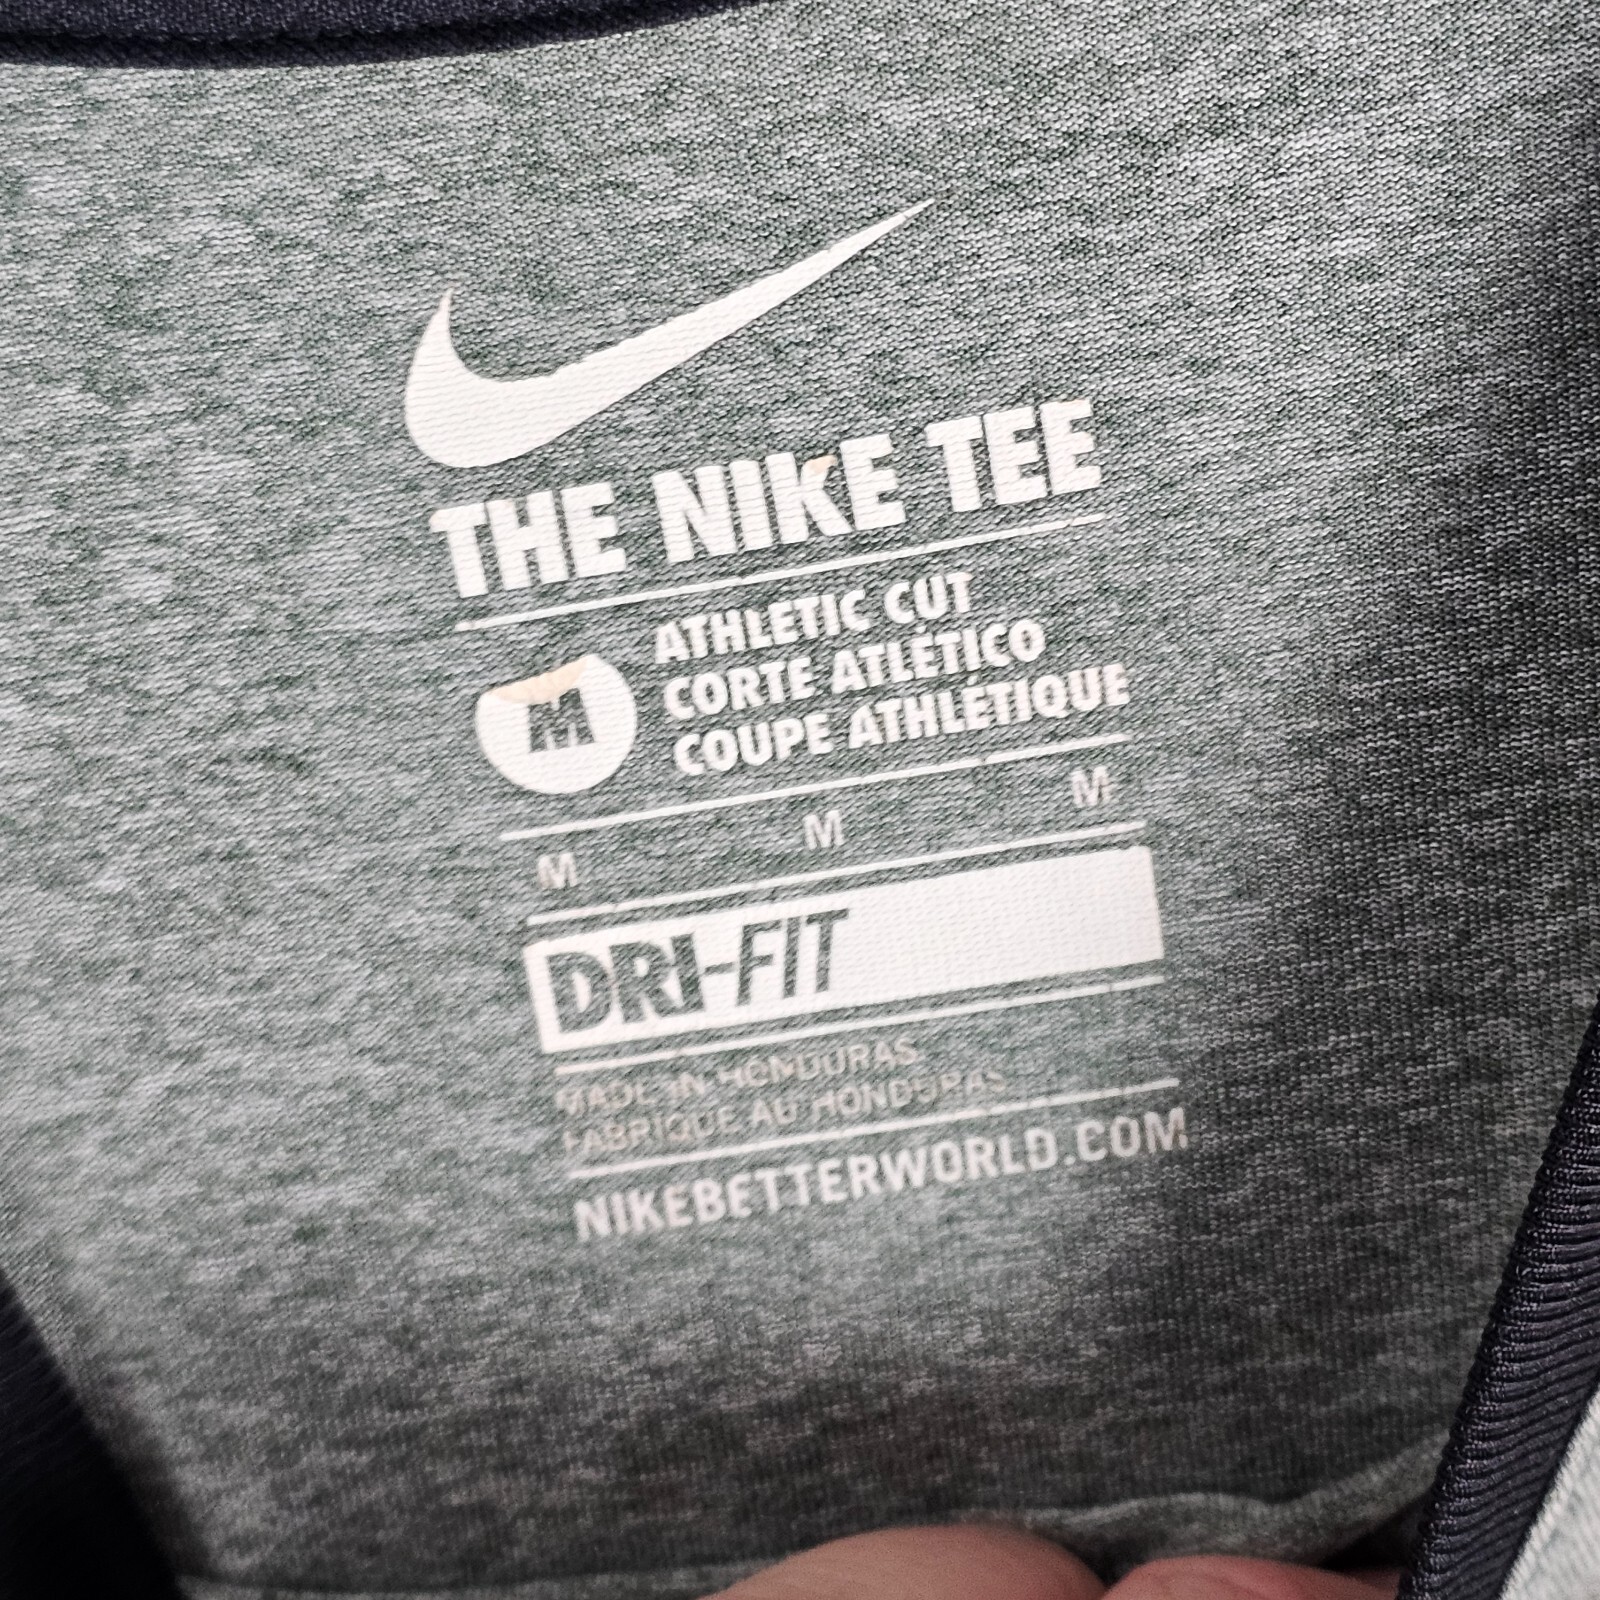 THE NIKE TEE
M
ATHLETIC CUT
CORTE ATLÉTICO
COUPE ATHLÉTIQUE
M M M
DRI-FIT
MADE IN HONDURAS
FABRIQUE AU HONDURAS
NIKEBETTERWORLD.COM